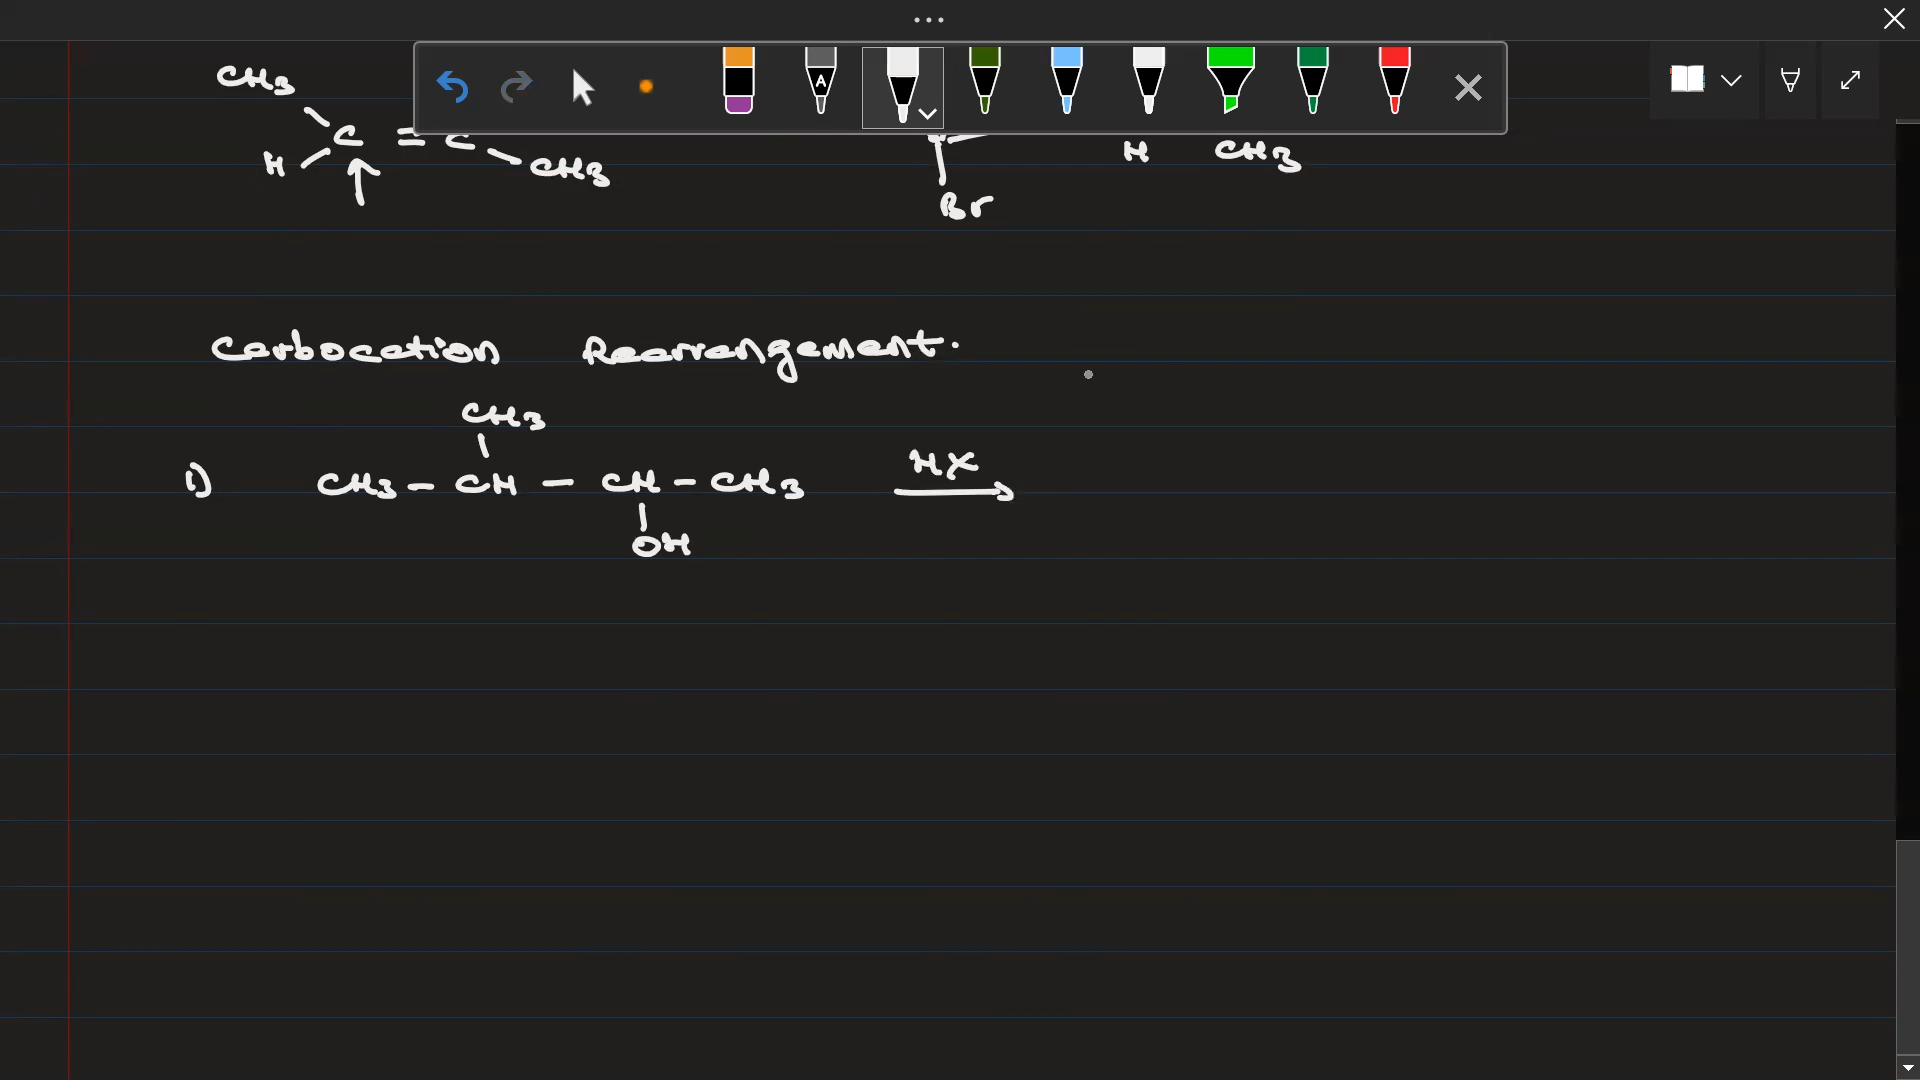 CH3
C = C
H CH3 H CH3
Br
Carbocation Rearrangement.
CH3
1) CH3 - CH - CH - CH3 HX
OH
A